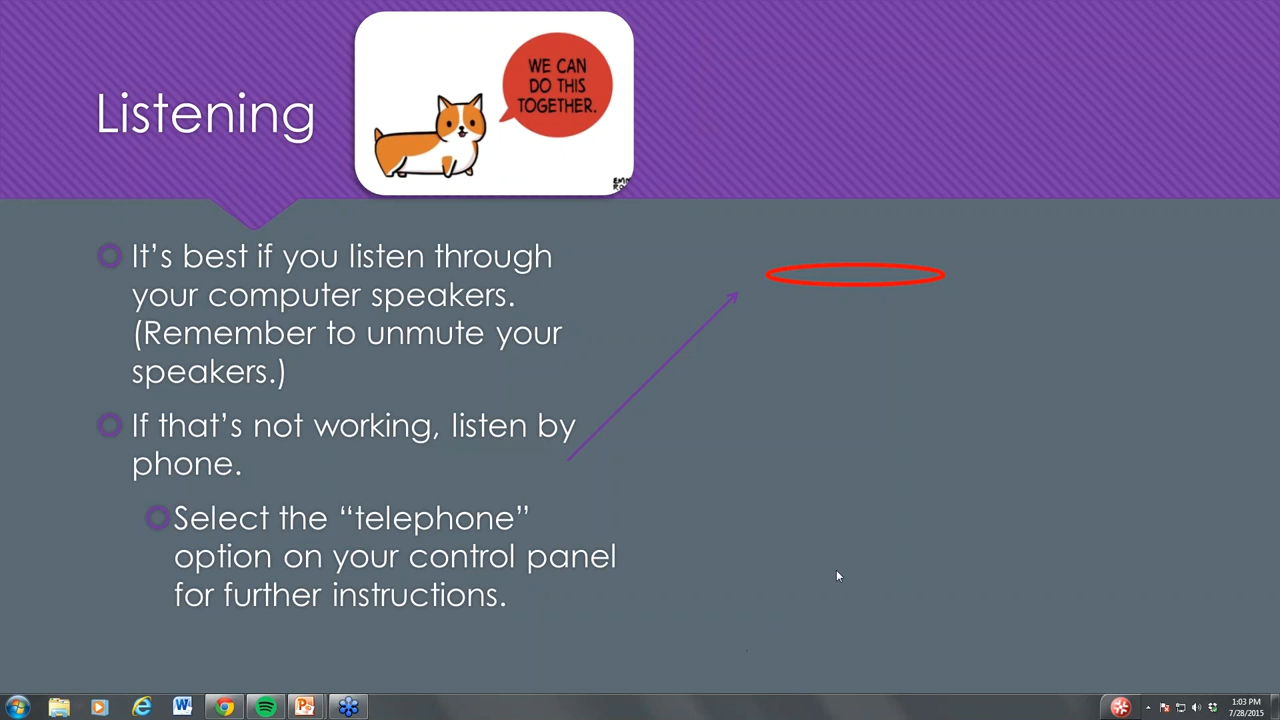 Listening
WE CAN
DO THIS
TOGETHER.
It’s best if you listen through
your computer speakers.
(Remember to unmute your
speakers.)
If that’s not working, listen by
phone.
Select the “telephone”
option on your control panel
for further instructions.
1:03 PM
7/28/2015